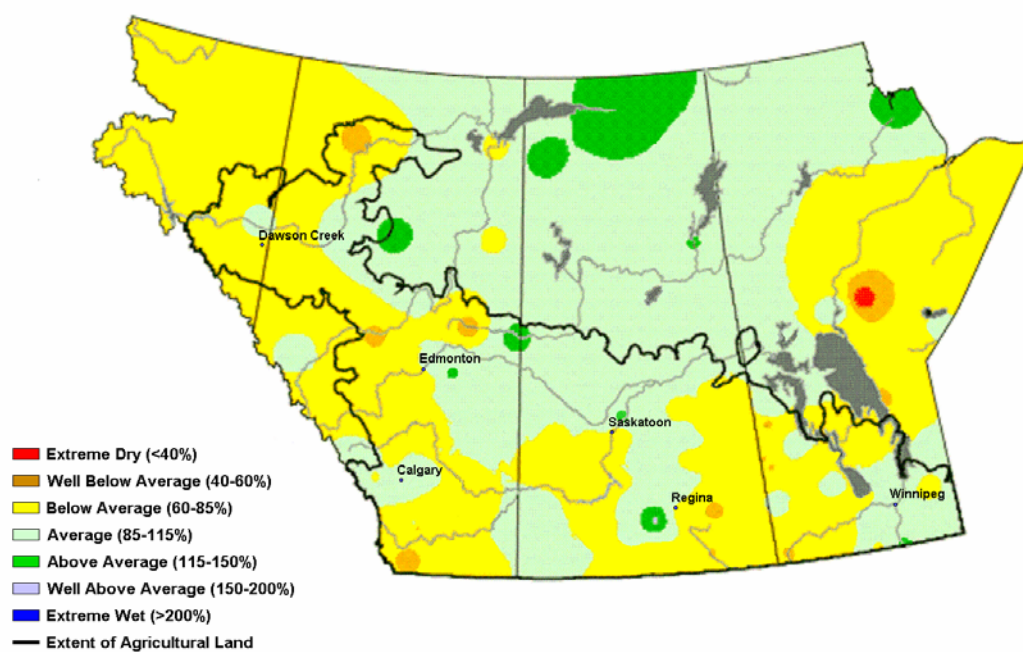 Dawson Creek
Edmonton
Saskatoon
Calgary
Regina
Winnipeg
Extreme Dry (<40%)
Well Below Average (40-60%)
Below Average (60-85%)
Average (85-115%)
Above Average (115-150%)
Well Above Average (150-200%)
Extreme Wet (>200%)
Extent of Agricultural Land